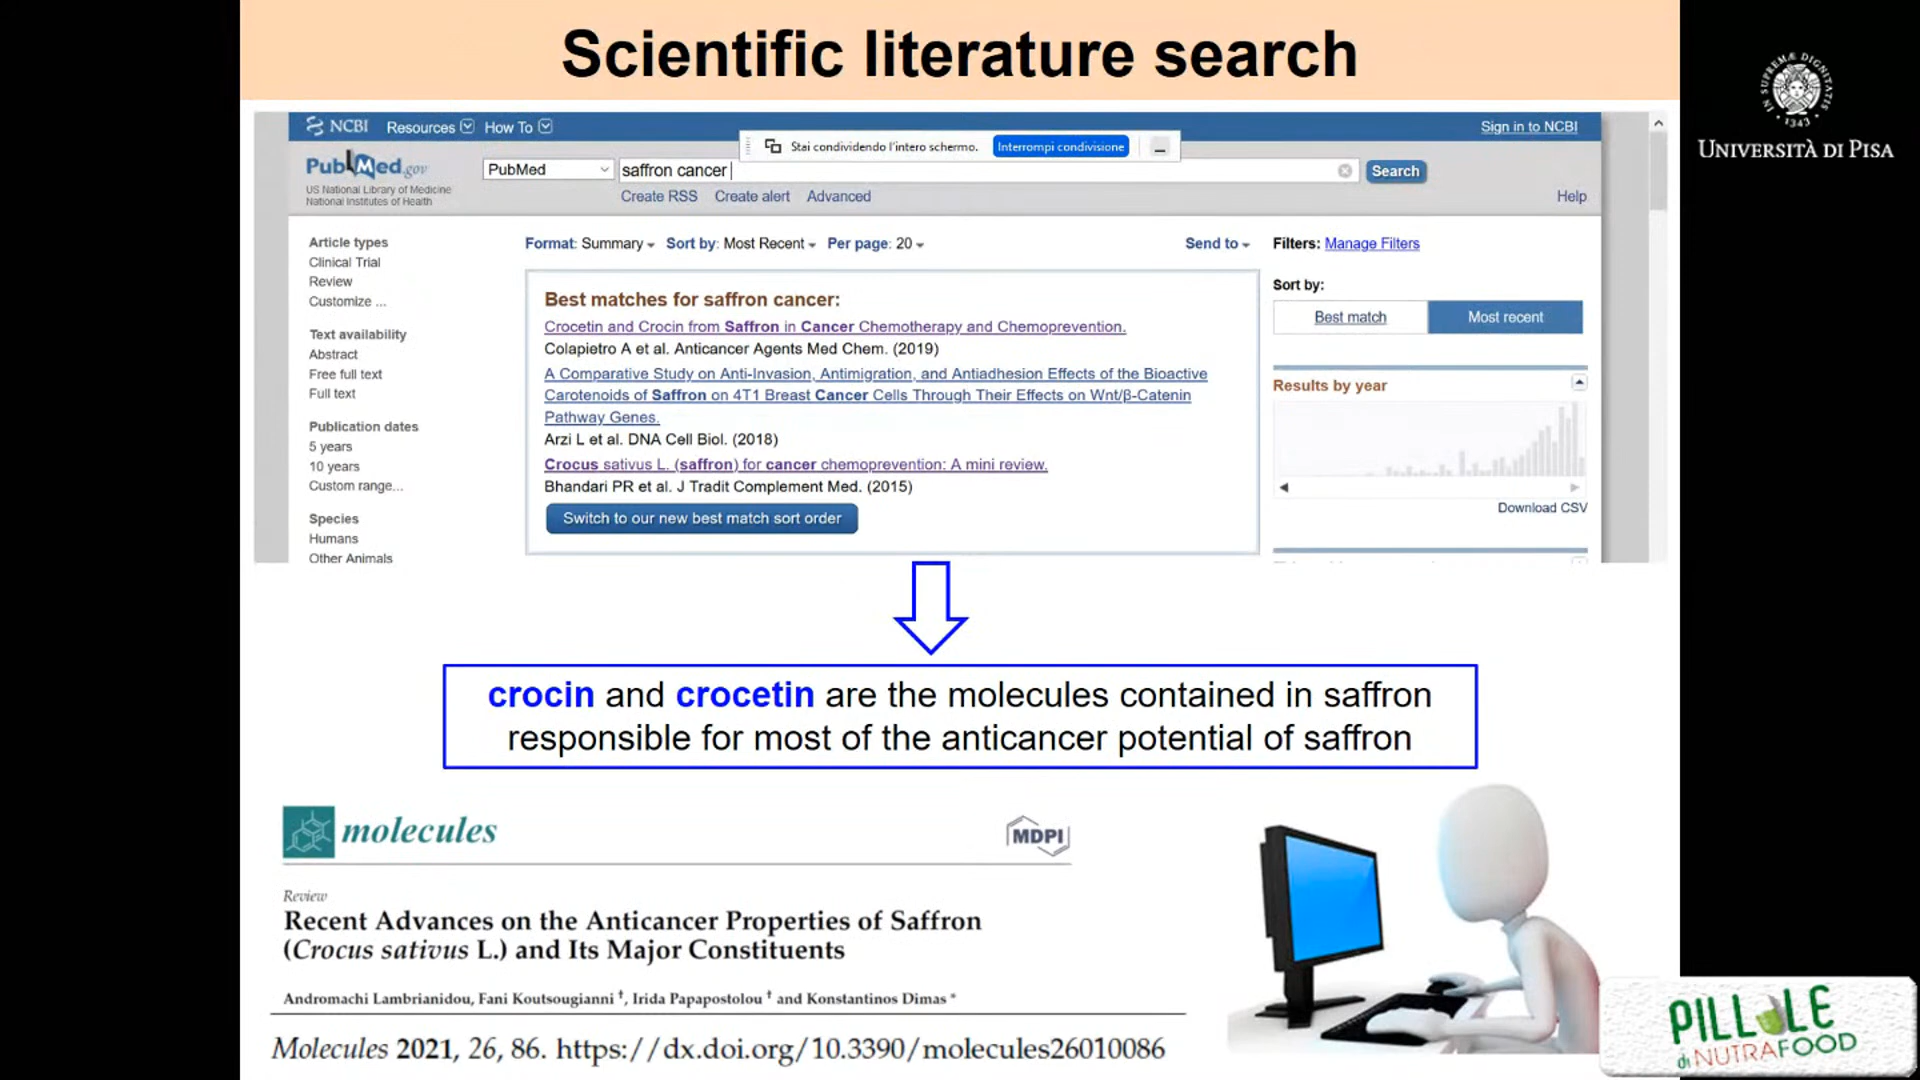 Scientific literature search
IN SUPREMÆ DIGNITATIS
1343
UNIVERSITÀ DI PISA
NCBI Resources How To
Sign in to NCBI
Stai condividendo l'intero schermo. Interrompi condivisione
PubMed.gov
US National Library of Medicine
National Institutes of Health
PubMed
saffron cancer
Search
Create RSS Create alert Advanced
Help
Article types
Clinical Trial
Review
Customize ...
Text availability
Abstract
Free full text
Full text
Publication dates
5 years
10 years
Custom range...
Species
Humans
Other Animals
Format: Summary Sort by: Most Recent Per page: 20
Send to
Best matches for saffron cancer:
Crocetin and Crocin from Saffron in Cancer Chemotherapy and Chemoprevention.
Colapietro A et al. Anticancer Agents Med Chem. (2019)
A Comparative Study on Anti-Invasion, Antimigration, and Antiadhesion Effects of the Bioactive
Carotenoids of Saffron on 4T1 Breast Cancer Cells Through Their Effects on Wnt/β-Catenin
Pathway Genes.
Arzi L et al. DNA Cell Biol. (2018)
Crocus sativus L. (saffron) for cancer chemoprevention: A mini review.
Bhandari PR et al. J Tradit Complement Med. (2015)
Switch to our new best match sort order
Filters: Manage Filters
Sort by:
Best match Most recent
Results by year
Download CSV
crocin and crocetin are the molecules contained in saffron
responsible for most of the anticancer potential of saffron
molecules
MDPI
Review
Recent Advances on the Anticancer Properties of Saffron
(Crocus sativus L.) and Its Major Constituents
Andromachi Lambrianidou, Fani Koutsougianni †, Irida Papapostolou † and Konstantinos Dimas *
Molecules 2021, 26, 86. https://dx.doi.org/10.3390/molecules26010086
PILLOLE
di NUTRAFOOD